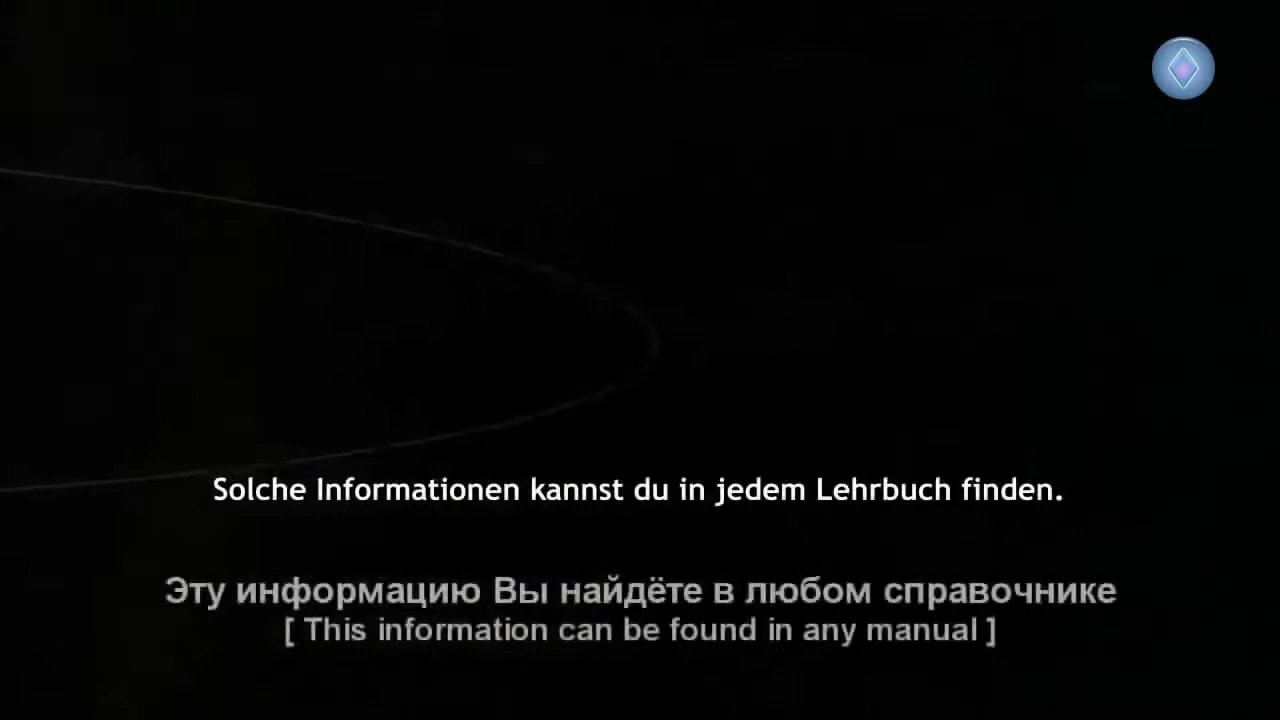 Solche Informationen kannst du in jedem Lehrbuch finden.
Эту информацию Вы найдёте в любом справочнике
[ This information can be found in any manual ]